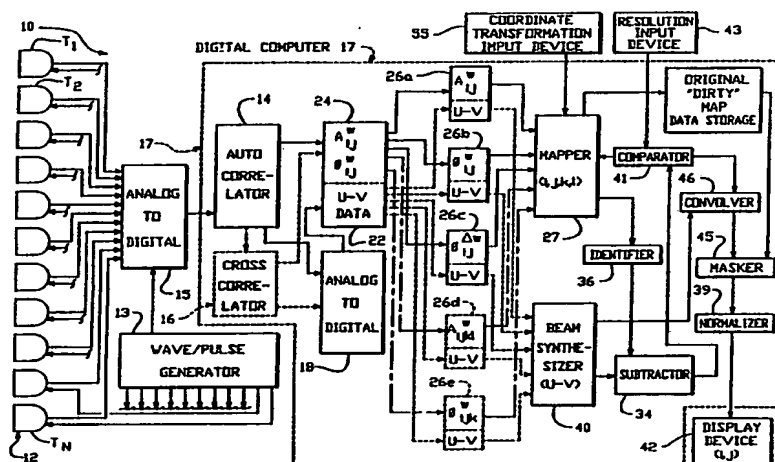 10
T1
T2
TN
12
DIGITAL COMPUTER 17
17
14
AUTO
CORRE-
LATOR
CROSS
CORRE-
LATOR
16
ANALOG
TO
DIGITAL
15
13
WAVE/PULSE
GENERATOR
24
A w i,j
g w i,j
U-V
DATA
22
ANALOG
TO
DIGITAL
18
26a
A w i,j
U-V
26b
g w i,j
U-V
26c
g Δw i,j
U-V
26d
U-V
26e
U-V
55
COORDINATE
TRANSFORMATION
INPUT DEVICE
RESOLUTION
INPUT
DEVICE
43
MAPPER
27
ORIGINAL
"DIRTY"
MAP
DATA STORAGE
COMPARATOR
41
46
CONVOLVER
45
MASKER
IDENTIFIER
36
39
NORMALIZER
BEAM
SYNTHE-
SIZER
(U-V)
40
SUBTRACTOR
34
42
DISPLAY
DEVICE
(i,j)